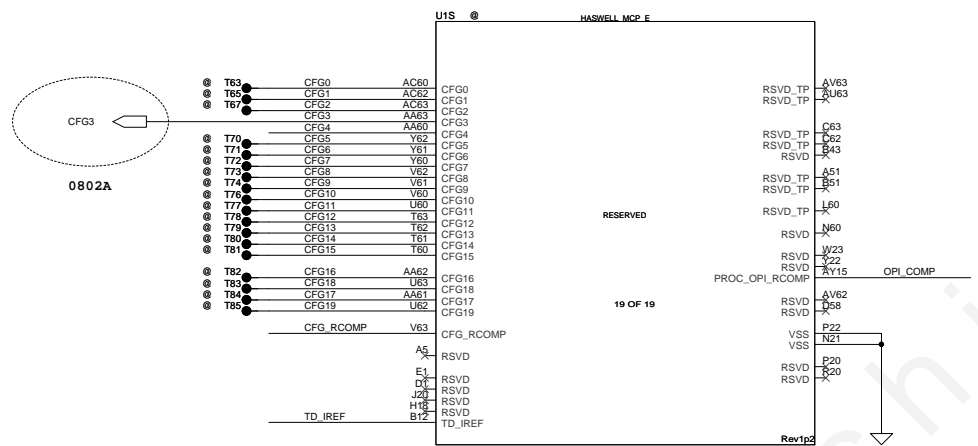 U1S @ HASWELL_MCP_E
@ T63 CFG0 AC60 CFG0 RSVD_TP AV63
@ T65 CFG1 AC62 CFG1 RSVD_TP AU63
@ T67 CFG2 AC63 CFG2
CFG3 CFG3 AA63 CFG3
CFG4 AA60 CFG4 RSVD_TP C63
@ T70 CFG5 Y62 CFG5 RSVD_TP C62
@ T71 CFG6 Y61 CFG6 RSVD B43
@ T72 CFG7 Y60 CFG7
@ T73 CFG8 V62 CFG8 RSVD_TP A51
0802A
@ T74 CFG9 V61 CFG9 RSVD_TP B51
@ T76 CFG10 V60 CFG10
@ T77 CFG11 U60 CFG11 RSVD_TP L60
@ T78 CFG12 T63 CFG12 RESERVED
@ T79 CFG13 T62 CFG13 RSVD N60
@ T80 CFG14 T61 CFG14
@ T81 CFG15 T60 CFG15 RSVD W23
RSVD Y22
@ T82 CFG16 AA62 CFG16 PROC_OPI_RCOMP AY15 OPI_COMP
@ T83 CFG18 U63 CFG18
@ T84 CFG17 AA61 CFG17 RSVD AV62
@ T85 CFG19 U62 CFG19 19 OF 19 RSVD D58
CFG_RCOMP V63 CFG_RCOMP VSS P22
VSS N21
A5 RSVD
RSVD P20
E1 RSVD RSVD R20
D1 RSVD
J20 RSVD
H18 RSVD
TD_IREF B12 TD_IREF
Rev1p2